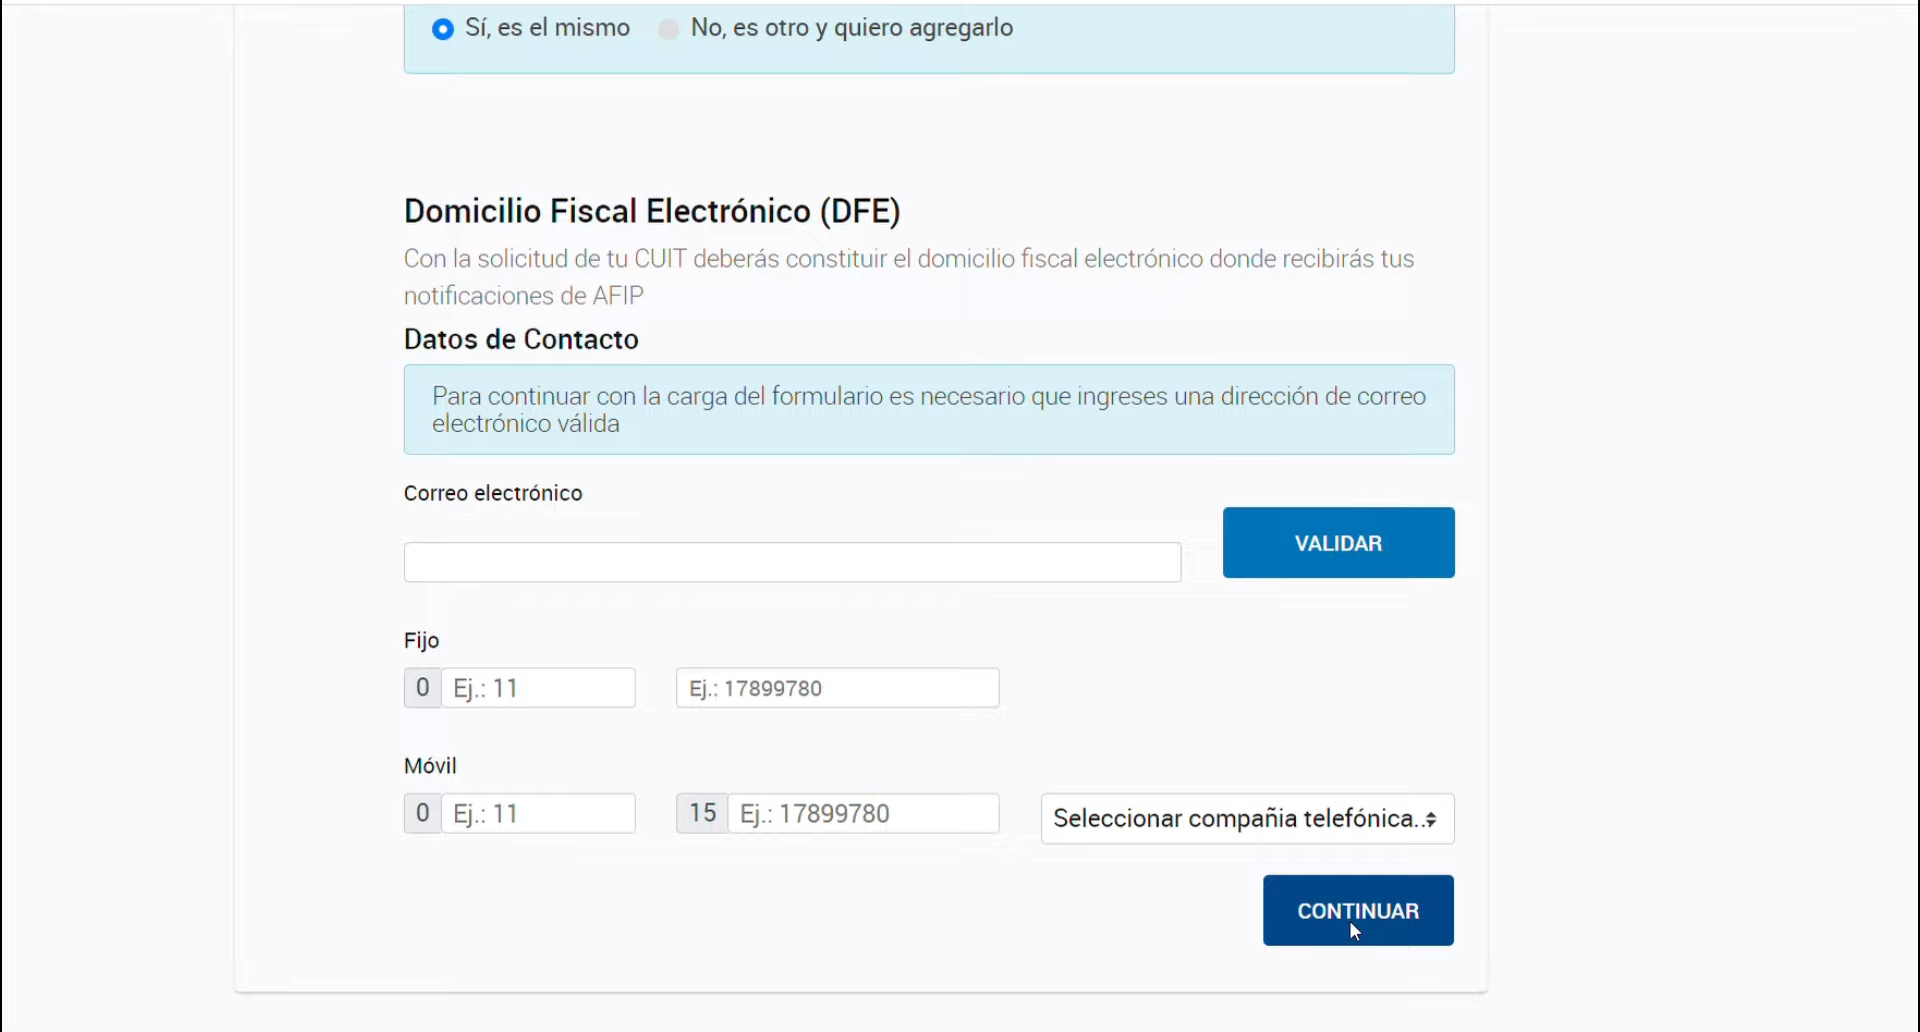 Sí, es el mismo No, es otro y quiero agregarlo
Domicilio Fiscal Electrónico (DFE)
Con la solicitud de tu CUIT deberás constituir el domicilio fiscal electrónico donde recibirás tus
notificaciones de AFIP
Datos de Contacto
Para continuar con la carga del formulario es necesario que ingreses una dirección de correo
electrónico válida
Correo electrónico
VALIDAR
Fijo
0 Ej.: 11 Ej.: 17899780
Móvil
0 Ej.: 11 15 Ej.: 17899780 Seleccionar compañia telefónica..
CONTINUAR